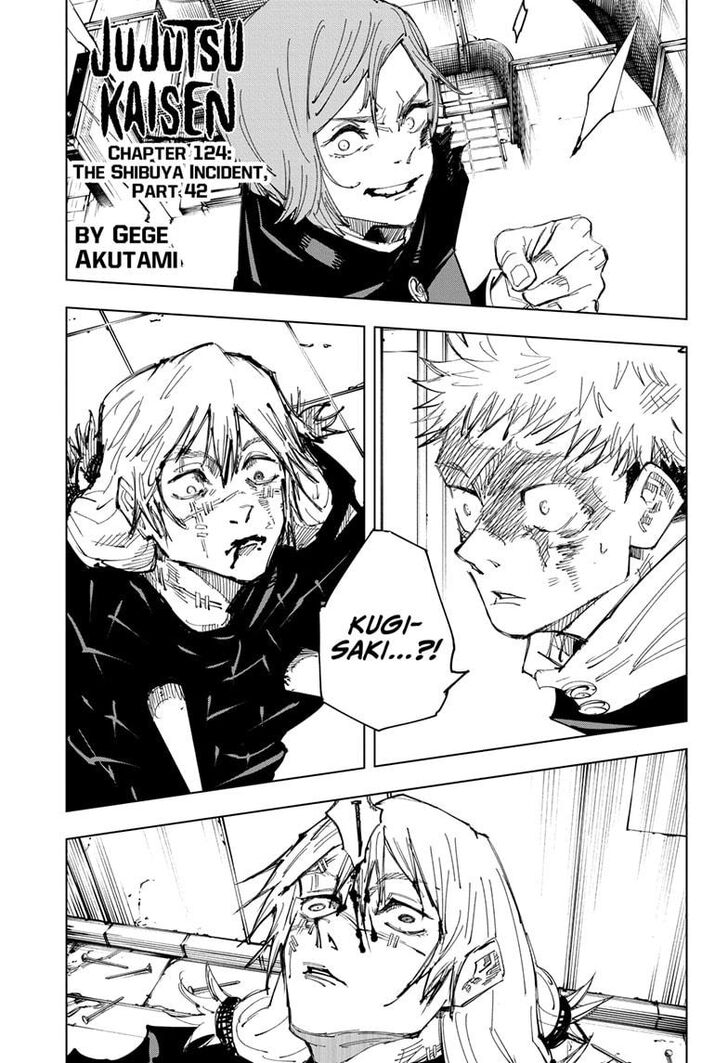 JUJUTSU
KAISEN
CHAPTER 124:
THE SHIBUYA INCIDENT,
PART 42
BY GEGE
AKUTAMI
KUGI-
SAKI...?!